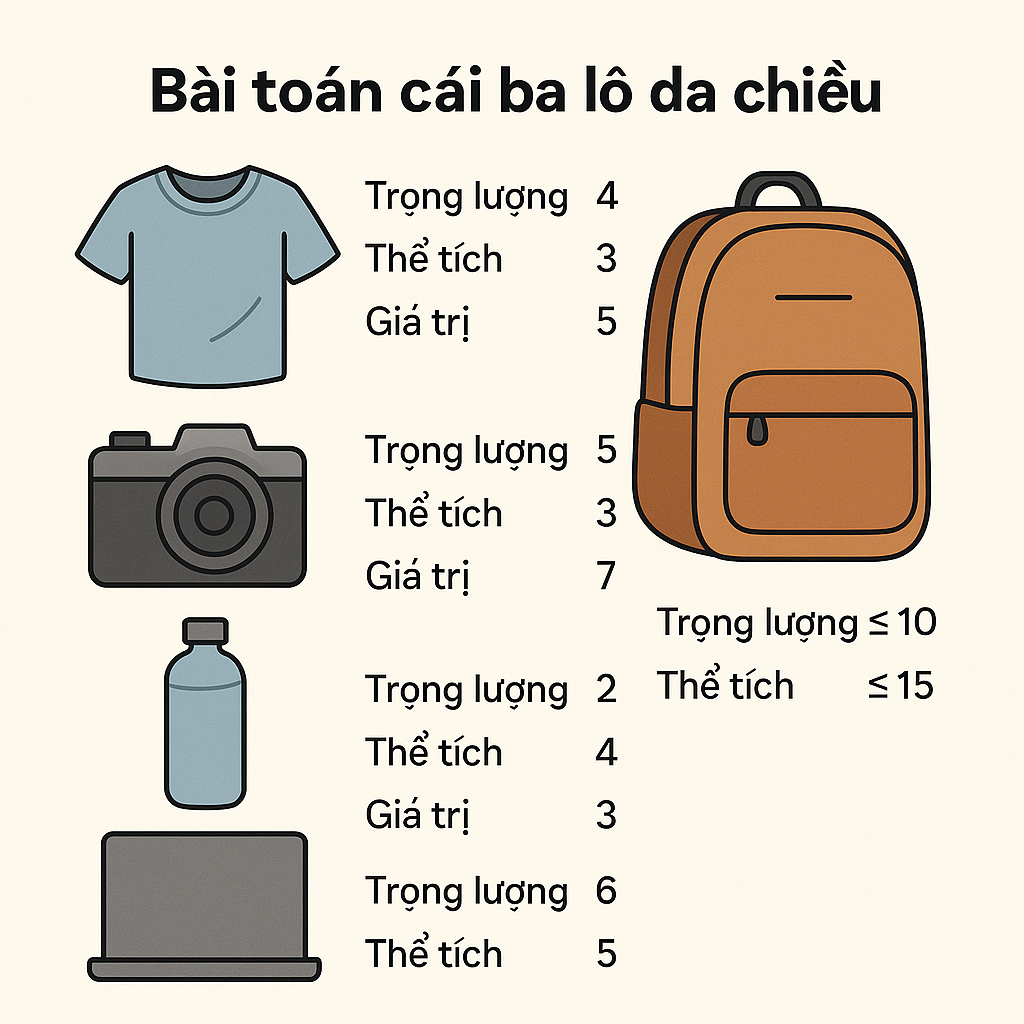 Bài toán cái ba lô da chiều
Trọng lượng 4
Thể tích 3
Giá trị 5
Trọng lượng 5
Thể tích 3
Giá trị 7
Trọng lượng ≤ 10
Thể tích ≤ 15
Trọng lượng 2
Thể tích 4
Giá trị 3
Trọng lượng 6
Thể tích 5